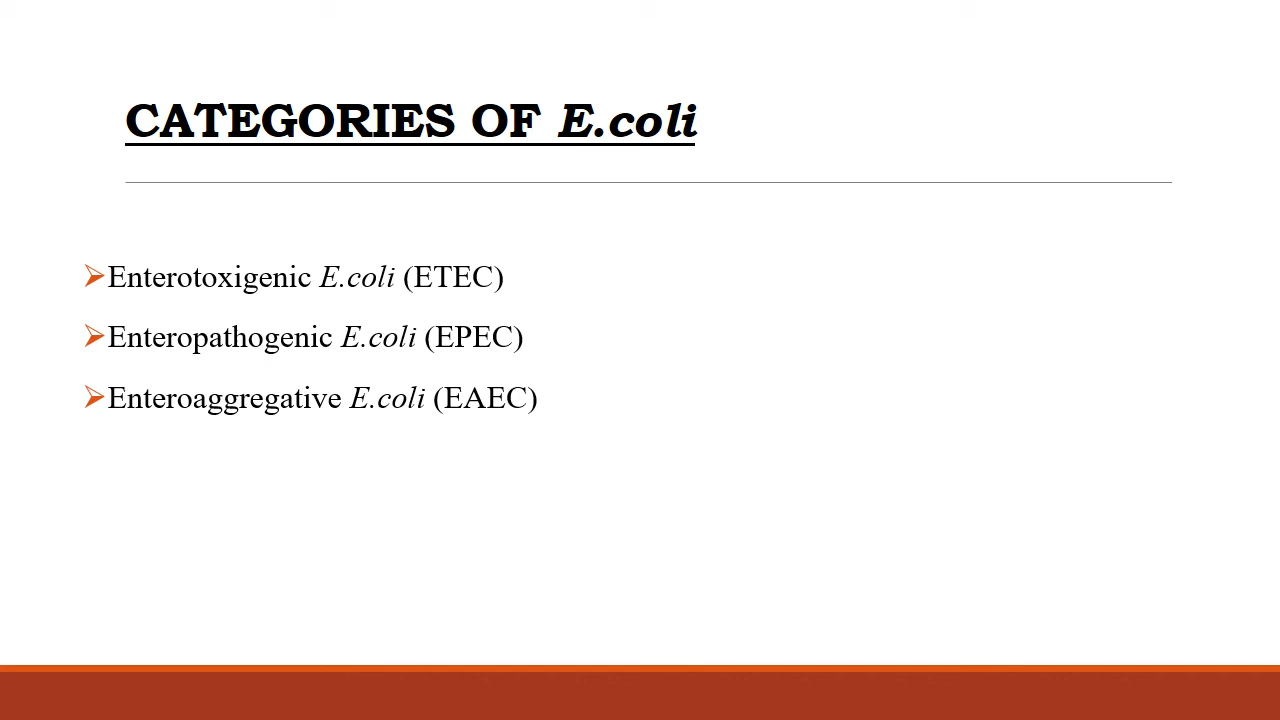 CATEGORIES OF E.coli
Enterotoxigenic E.coli (ETEC)
Enteropathogenic E.coli (EPEC)
Enteroaggregative E.coli (EAEC)